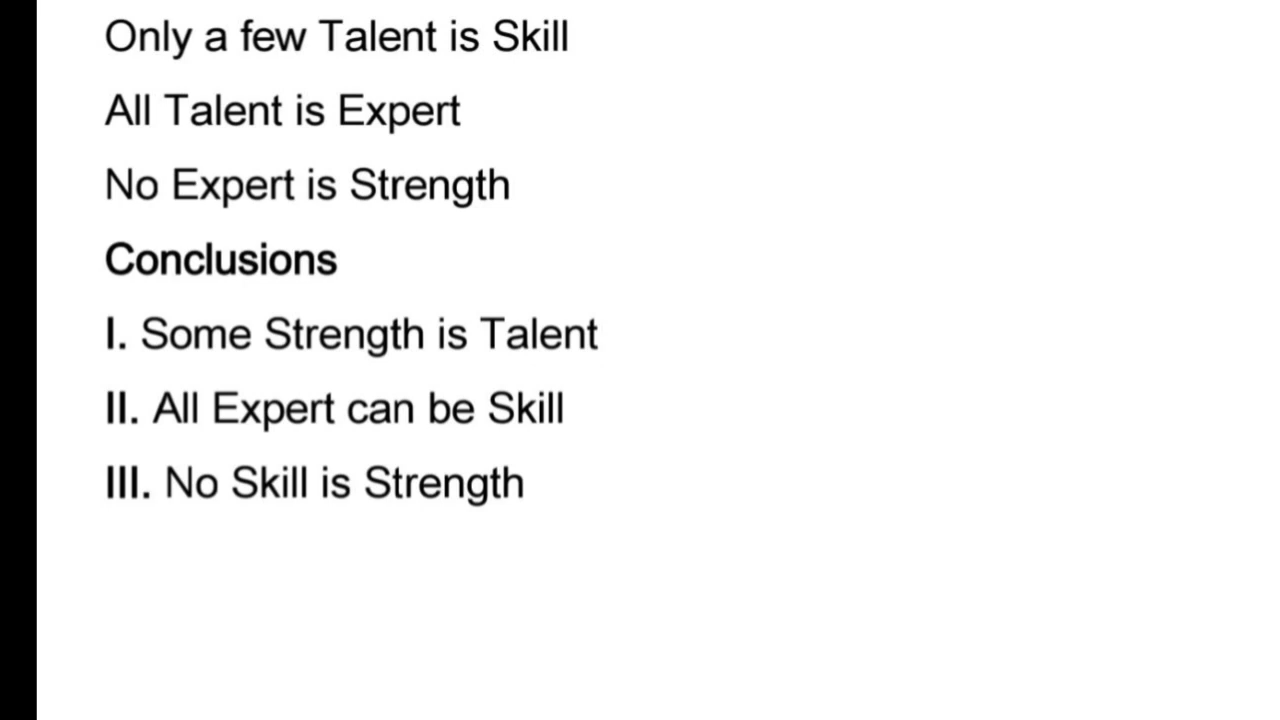 Only a few Talent is Skill
All Talent is Expert
No Expert is Strength
Conclusions
I. Some Strength is Talent
II. All Expert can be Skill
III. No Skill is Strength